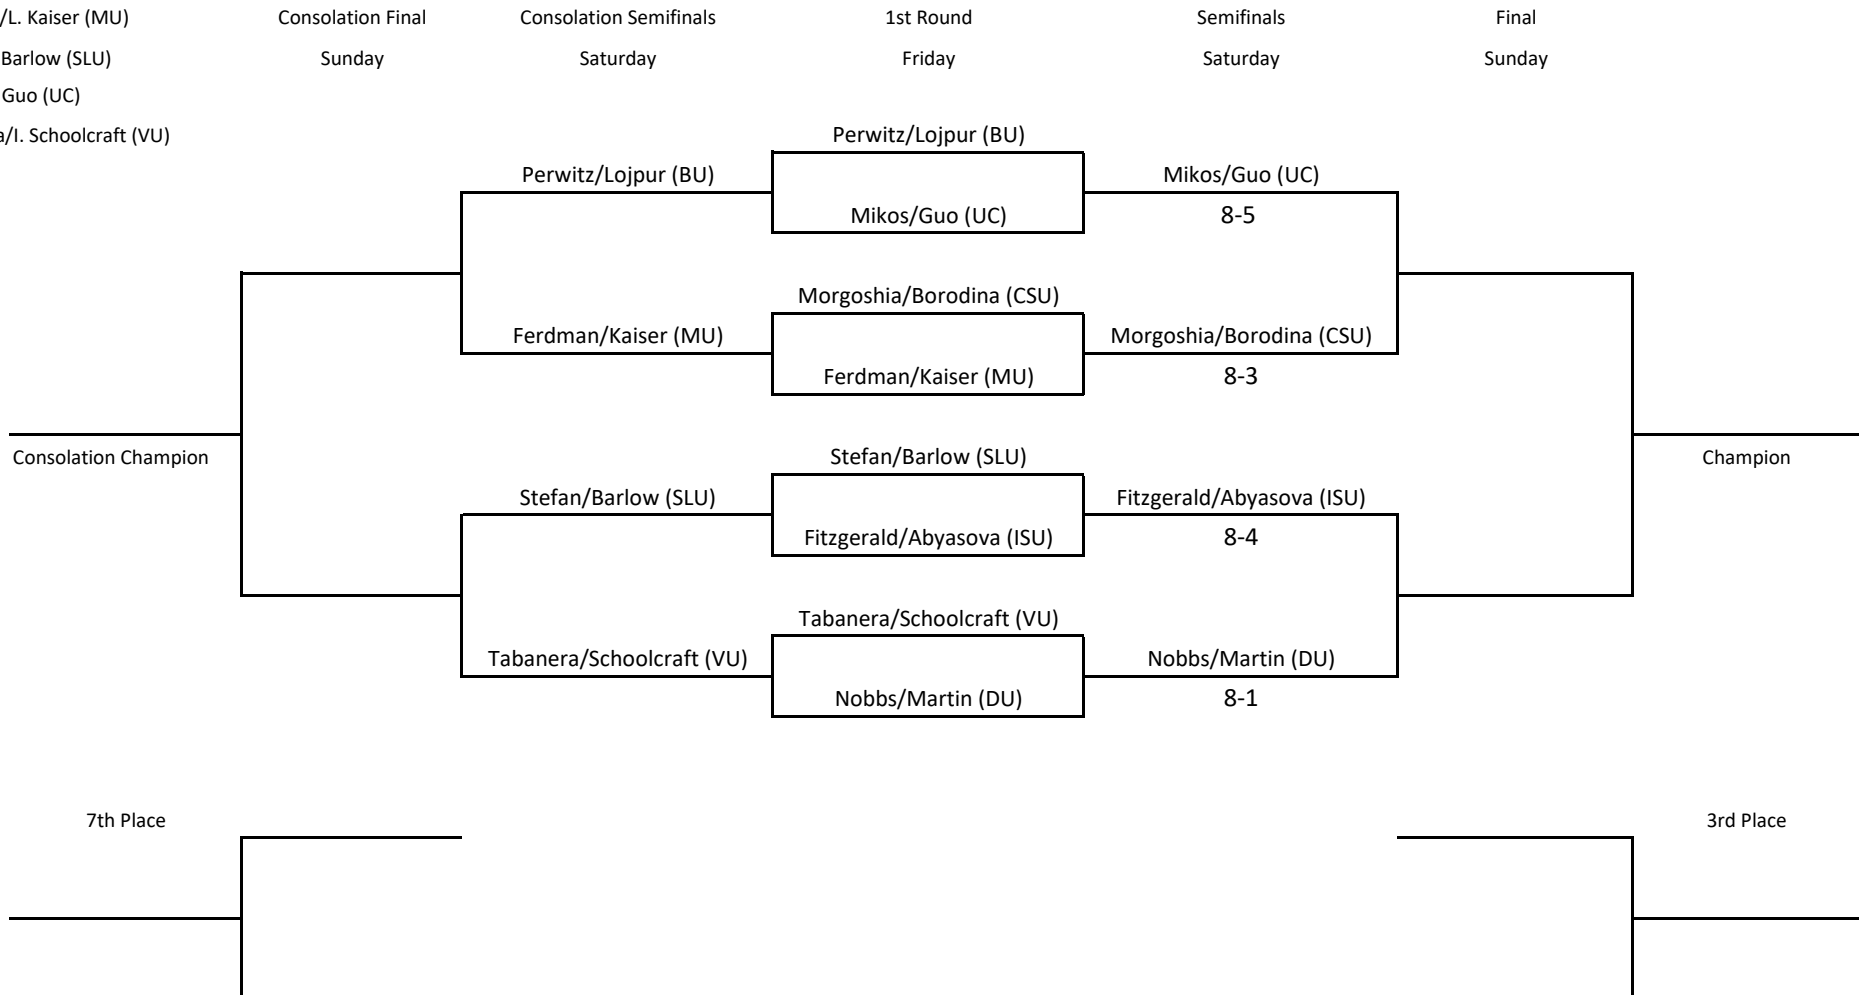 /L. Kaiser (MU) Consolation Final Consolation Semifinals 1st Round Semifinals Final
Barlow (SLU) Sunday Saturday Friday Saturday Sunday
Guo (UC)
a/I. Schoolcraft (VU) Perwitz/Lojpur (BU)
Perwitz/Lojpur (BU) Mikos/Guo (UC)
Mikos/Guo (UC) 8-5
Morgoshia/Borodina (CSU)
Ferdman/Kaiser (MU) Morgoshia/Borodina (CSU)
Ferdman/Kaiser (MU) 8-3
Consolation Champion Stefan/Barlow (SLU) Champion
Stefan/Barlow (SLU) Fitzgerald/Abyasova (ISU)
Fitzgerald/Abyasova (ISU) 8-4
Tabanera/Schoolcraft (VU)
Tabanera/Schoolcraft (VU) Nobbs/Martin (DU)
Nobbs/Martin (DU) 8-1
7th Place 3rd Place